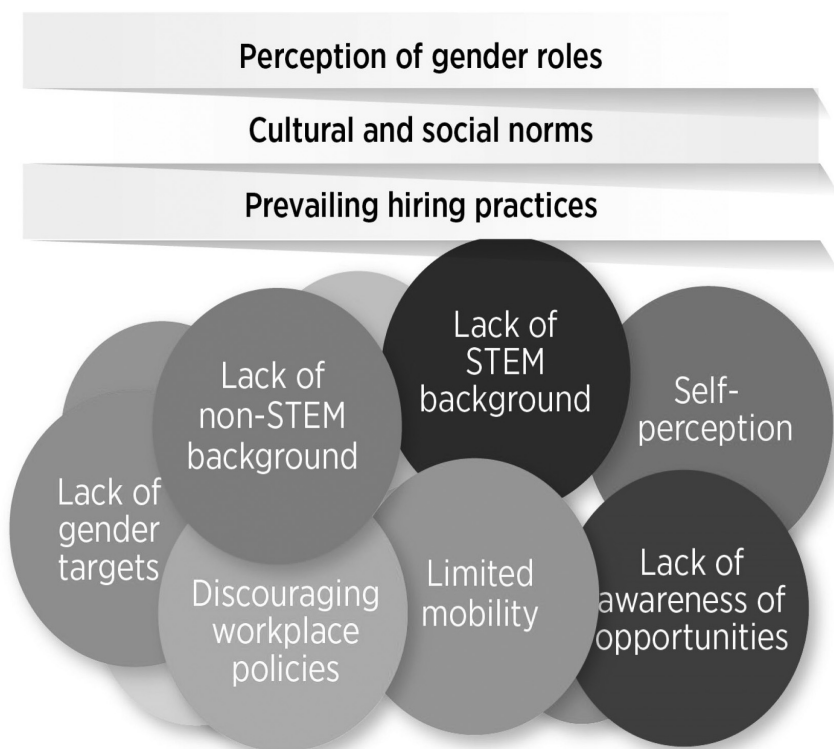 Perception of gender roles
Cultural and social norms
Prevailing hiring practices
Lack of
STEM
background
Lack of
non-STEM
background
Self-
perception
Lack of
gender
targets
Discouraging
workplace
policies
Limited
mobility
Lack of
awareness of
opportunities